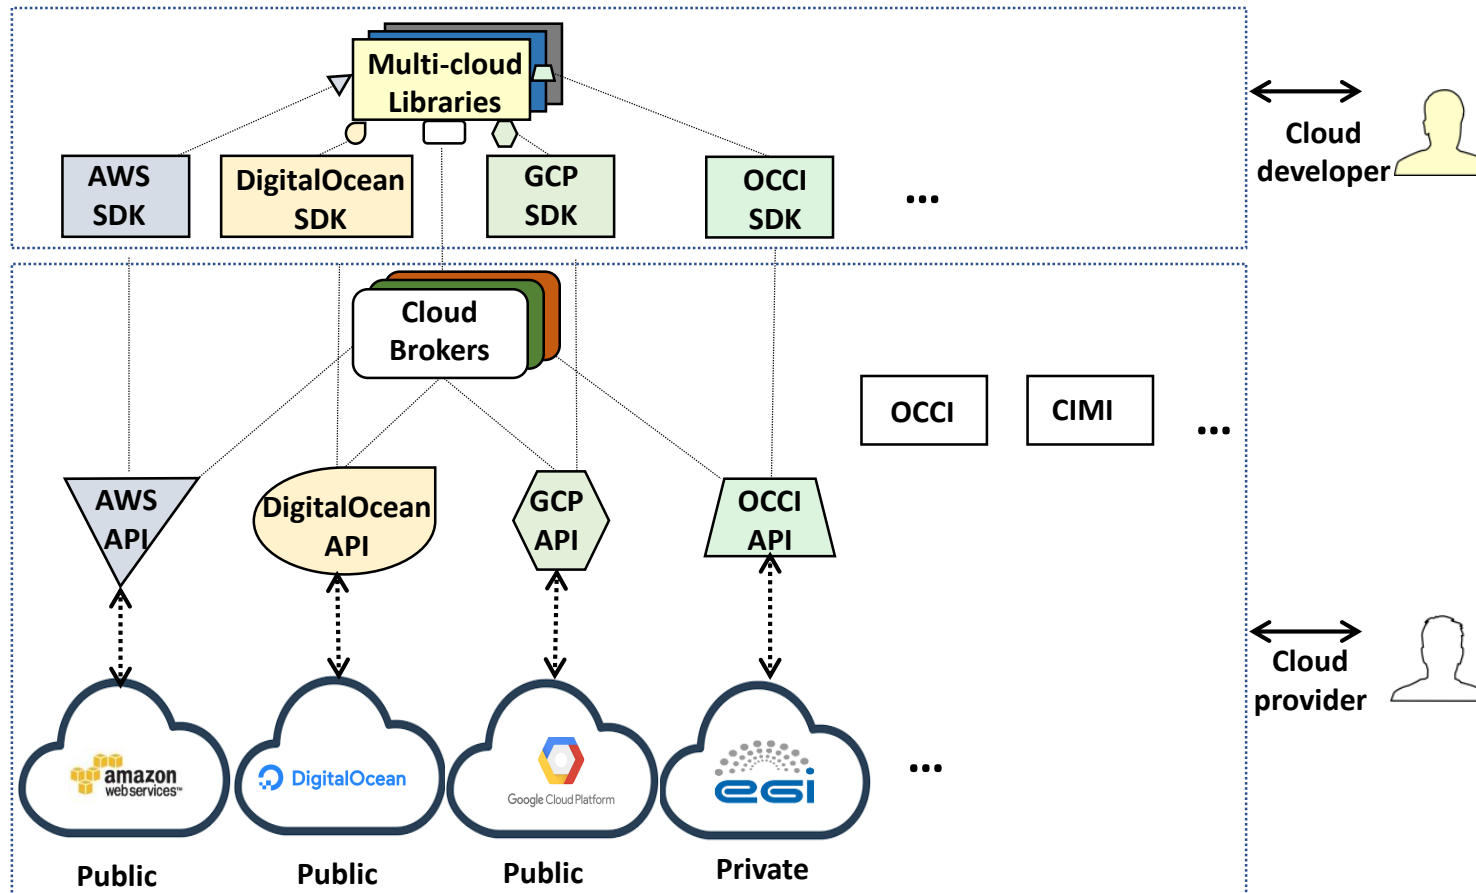 Multi-cloud
Libraries
AWS
SDK
DigitalOcean
SDK
GCP
SDK
OCCI
SDK
...
Cloud
developer
Cloud
Brokers
OCCI
CIMI
...
AWS
API
DigitalOcean
API
GCP
API
OCCI
API
Cloud
provider
amazon
webservices™
DigitalOcean
Google Cloud Platform
egi
...
Public
Public
Public
Private